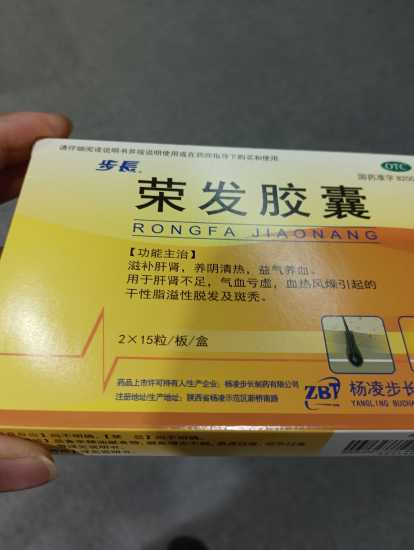 请仔细阅读说明书并按说明使用或在药师指导下购买和使用
步長
OTC
国药准字
荣发胶囊
RONGFA JIAONANG
【功能主治】
滋补肝肾，养阴清热，益气养血。
用于肝肾不足，气血亏虚，血热风燥引起的
干性脂溢性脱发及斑秃。
2×15粒/板/盒
药品上市许可持有人/生产企业：杨凌步长制药有限公司
注册地址/生产地址：陕西省杨凌示范区新桥南路
ZBT
杨凌步长
YANGLING BUCHA